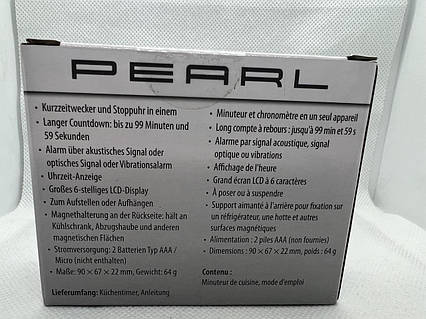 PEARL
• Kurzzeitwecker und Stoppuhr in einem
• Langer Countdown: bis zu 99 Minuten und
59 Sekunden
• Alarm über akustisches Signal oder
optisches Signal oder Vibrationsalarm
• Uhrzeit-Anzeige
• Großes 6-stelliges LCD-Display
• Zum Aufstellen oder Aufhängen
• Magnethalterung an der Rückseite: hält an
Kühlschrank, Abzugshaube und anderen
magnetischen Flächen
• Stromversorgung: 2 Batterien Typ AAA /
Micro (nicht enthalten)
• Maße: 90 × 67 × 22 mm, Gewicht: 64 g
Lieferumfang: Küchentimer, Anleitung
• Minuteur et chronomètre en un seul appareil
• Long compte à rebours : jusqu'à 99 min et 59 s
• Alarme par signal acoustique, signal
optique ou vibrations
• Affichage de l'heure
• Grand écran LCD à 6 caractères
• À poser ou à suspendre
• Support aimanté à l'arrière pour fixation sur
un réfrigérateur, une hotte et autres
surfaces magnétiques
• Alimentation : 2 piles AAA (non fournies)
• Dimensions : 90 × 67 × 22 mm, poids : 64 g
Contenu :
Minuteur de cuisine, mode d'emploi